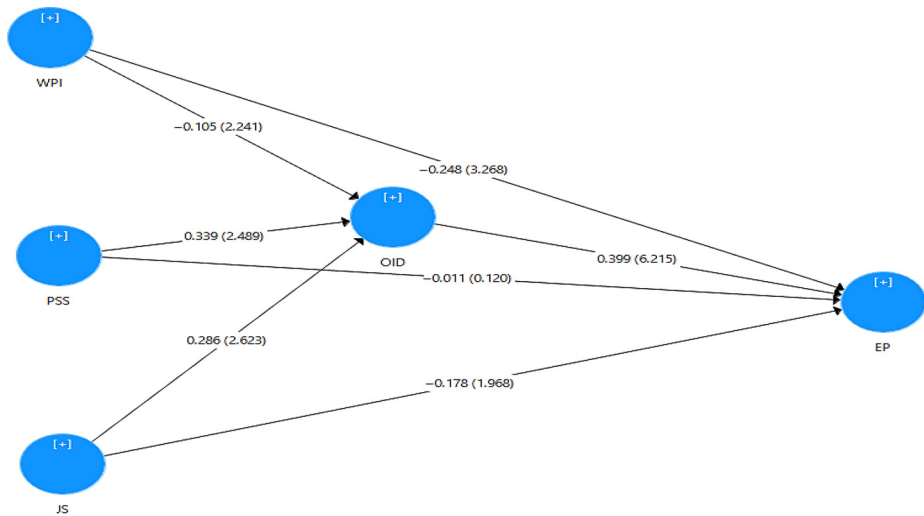 [+]
WPI
−0.105 (2.241)
−0.248 (3.268)
[+]
OID
[+]
PSS
0.339 (2.489)
0.399 (6.215)
−0.011 (0.120)
[+]
EP
0.286 (2.623)
−0.178 (1.968)
[+]
JS